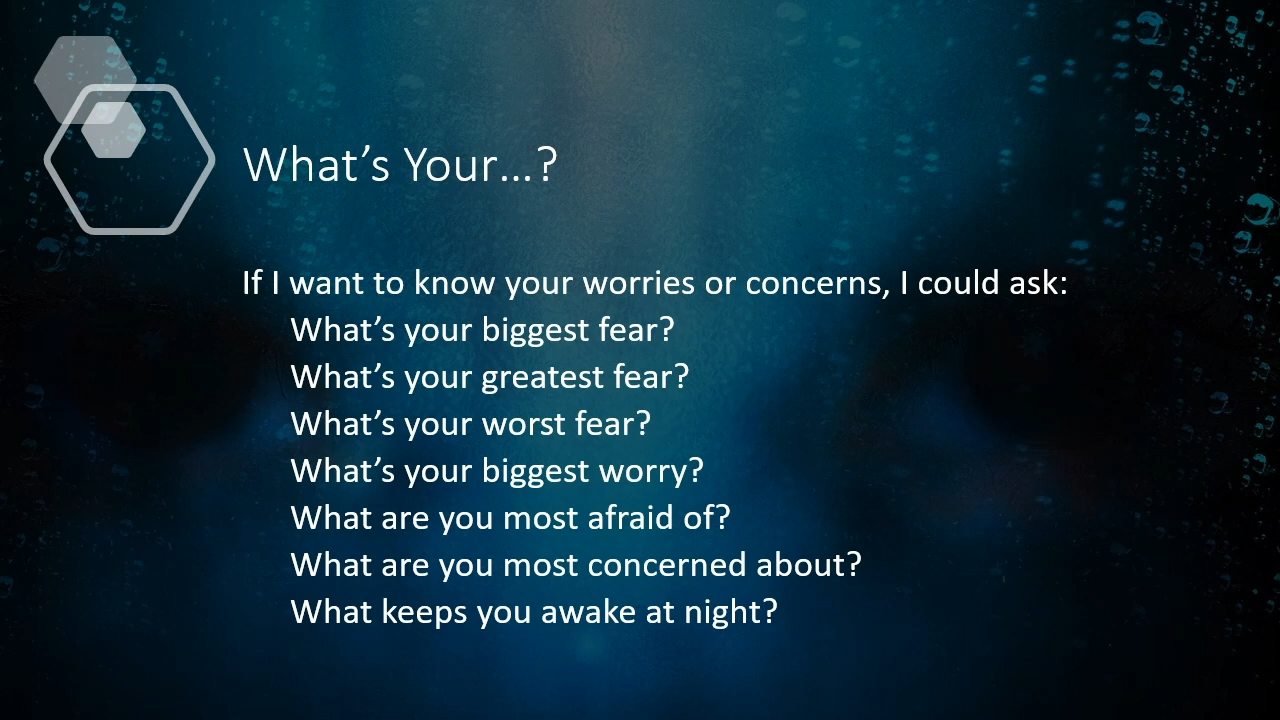 What’s Your…?
If I want to know your worries or concerns, I could ask:
What’s your biggest fear?
What’s your greatest fear?
What’s your worst fear?
What’s your biggest worry?
What are you most afraid of?
What are you most concerned about?
What keeps you awake at night?